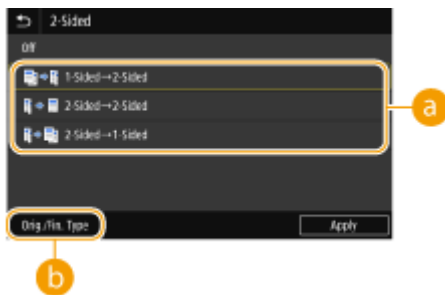 2-Sided
Off
1-Sided→2-Sided
2-Sided→2-Sided
2-Sided→1-Sided
a
Orig./Fin. Type
Apply
b